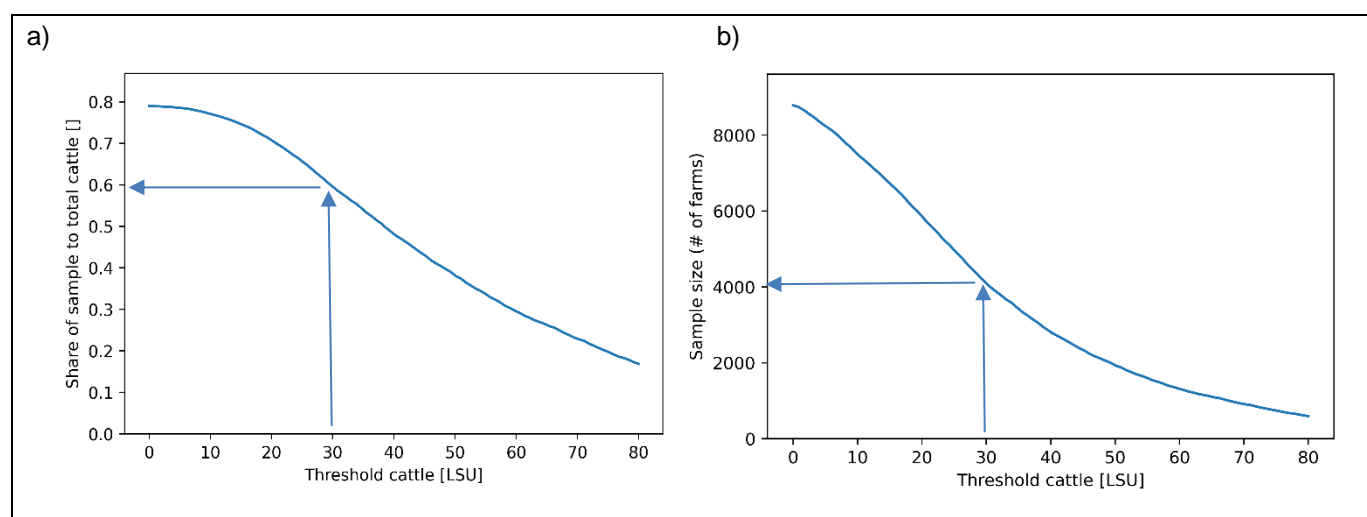 a)
Share of sample to total cattle []
0.8
0.7
0.6
0.5
0.4
0.3
0.2
0.1
0.0
0 10 20 30 40 50 60 70 80
Threshold cattle [LSU]
b)
Sample size (# of farms)
8000
6000
4000
2000
0
0 10 20 30 40 50 60 70 80
Threshold cattle [LSU]